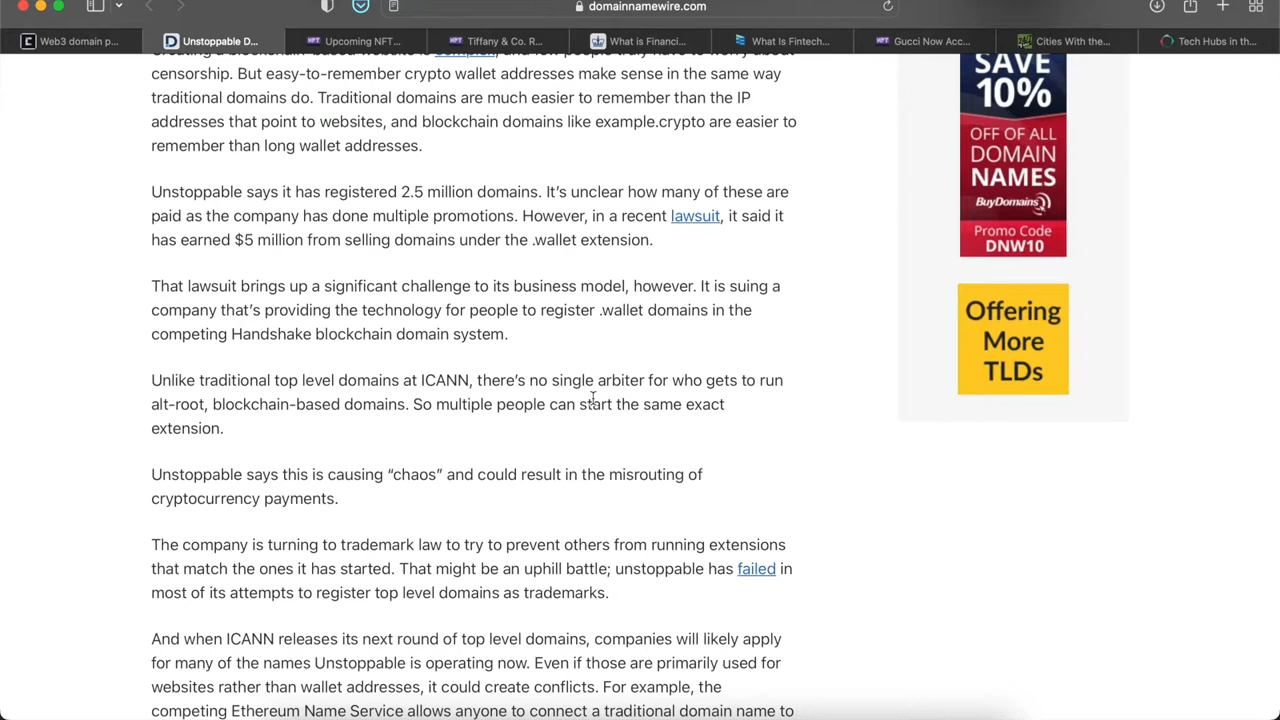 domainnamewire.com
Web3 domain p...
Unstoppable D...
Upcoming NFT...
Tiffany & Co. R...
What is Financi...
What Is Fintech...
Gucci Now Acc...
Cities With the...
Tech Hubs in th...
censorship. But easy-to-remember crypto wallet addresses make sense in the same way
traditional domains do. Traditional domains are much easier to remember than the IP
addresses that point to websites, and blockchain domains like example.crypto are easier to
remember than long wallet addresses.
Unstoppable says it has registered 2.5 million domains. It’s unclear how many of these are
paid as the company has done multiple promotions. However, in a recent lawsuit, it said it
has earned $5 million from selling domains under the .wallet extension.
That lawsuit brings up a significant challenge to its business model, however. It is suing a
company that’s providing the technology for people to register .wallet domains in the
competing Handshake blockchain domain system.
Unlike traditional top level domains at ICANN, there’s no single arbiter for who gets to run
alt-root, blockchain-based domains. So multiple people can start the same exact
extension.
Unstoppable says this is causing “chaos” and could result in the misrouting of
cryptocurrency payments.
The company is turning to trademark law to try to prevent others from running extensions
that match the ones it has started. That might be an uphill battle; unstoppable has failed in
most of its attempts to register top level domains as trademarks.
And when ICANN releases its next round of top level domains, companies will likely apply
for many of the names Unstoppable is operating now. Even if those are primarily used for
websites rather than wallet addresses, it could create conflicts. For example, the
competing Ethereum Name Service allows anyone to connect a traditional domain name to
SAVE
10%
OFF OF ALL
DOMAIN
NAMES
BuyDomains
Promo Code
DNW10
Offering
More
TLDs